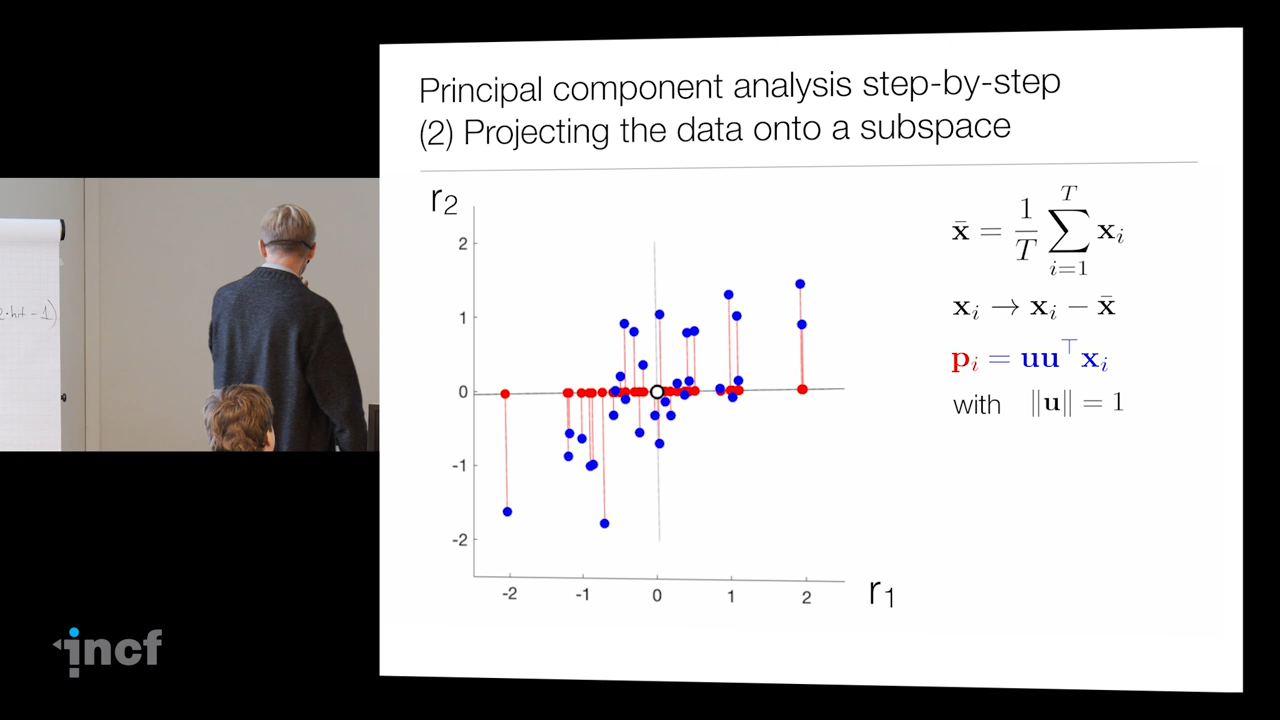 Principal component analysis step-by-step
(2) Projecting the data onto a subspace
r2
2
1
0
-1
-2
-2 -1 0 1 2
r1
x̄ = 1/T ∑_{i=1}^{T} x_i
x_i → x_i − x̄
p_i = uu^⊤x_i
with ‖u‖ = 1
incf